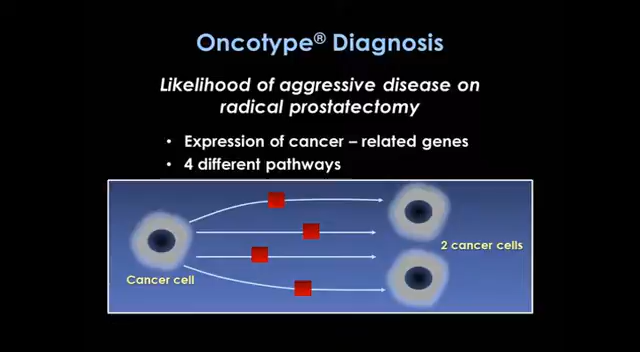 Oncotype® Diagnosis
Likelihood of aggressive disease on
radical prostatectomy
• Expression of cancer – related genes
• 4 different pathways
2 cancer cells
Cancer cell